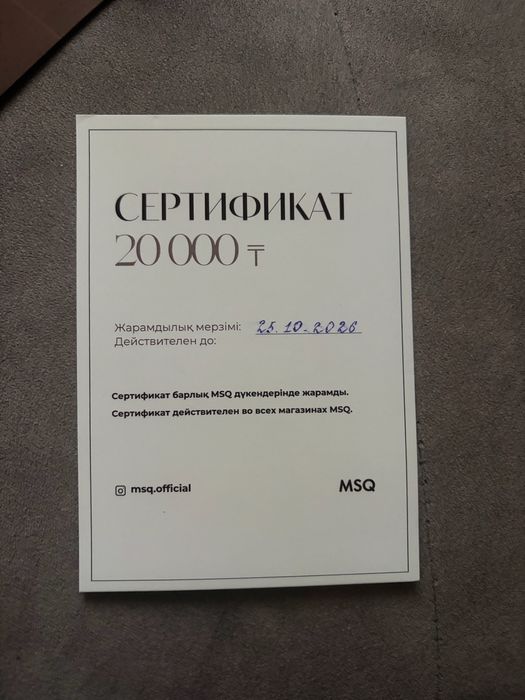 СЕРТИФИКАТ
20 000 ₸
Жарамдылық мерзімі: 25.10.2026
Действителен до:
Сертификат барлық MSQ дүкендерінде жарамды.
Сертификат действителен во всех магазинах MSQ.
msq.official
MSQ